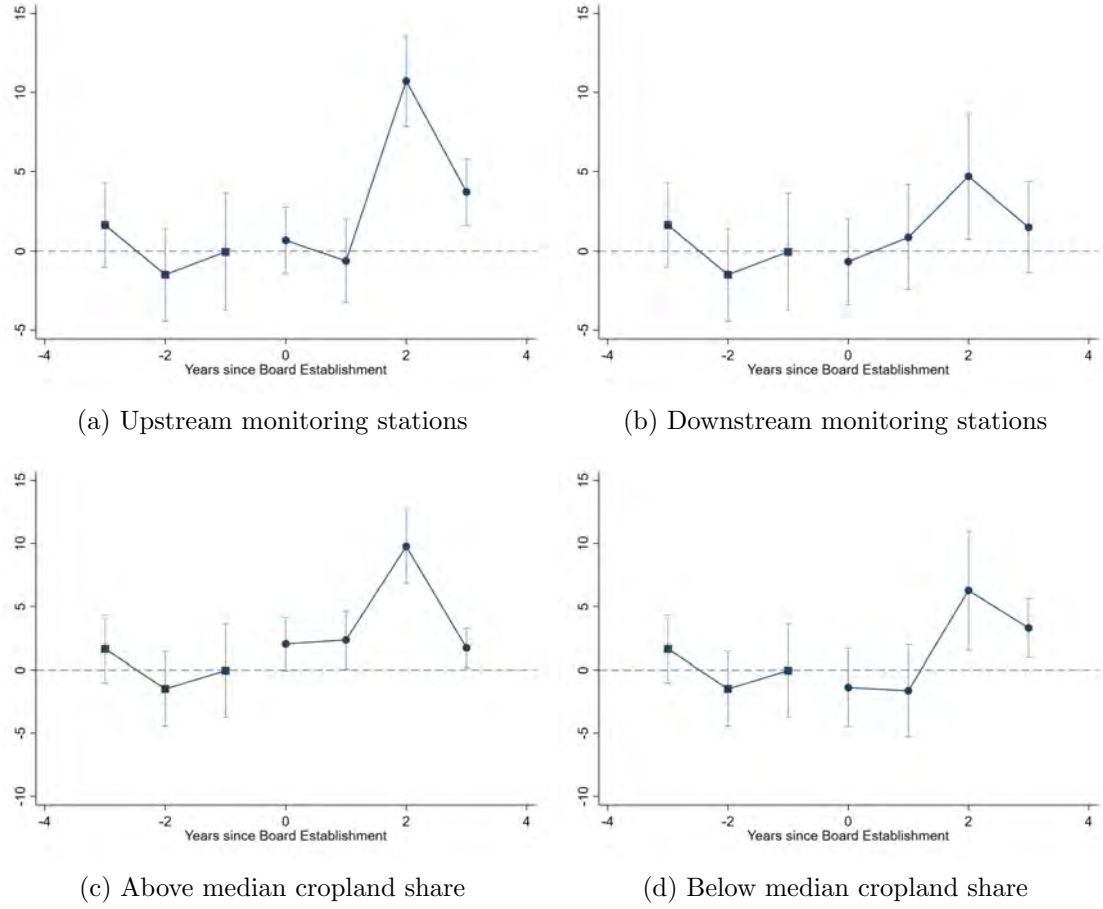 15
10
5
0
-5
-4 -2 0 2 4
Years since Board Establishment
(a) Upstream monitoring stations
15
10
5
0
-5
-4 -2 0 2 4
Years since Board Establishment
(b) Downstream monitoring stations
15
10
5
0
-5
-10
-4 -2 0 2 4
Years since Board Establishment
(c) Above median cropland share
15
10
5
0
-5
-10
-4 -2 0 2 4
Years since Board Establishment
(d) Below median cropland share